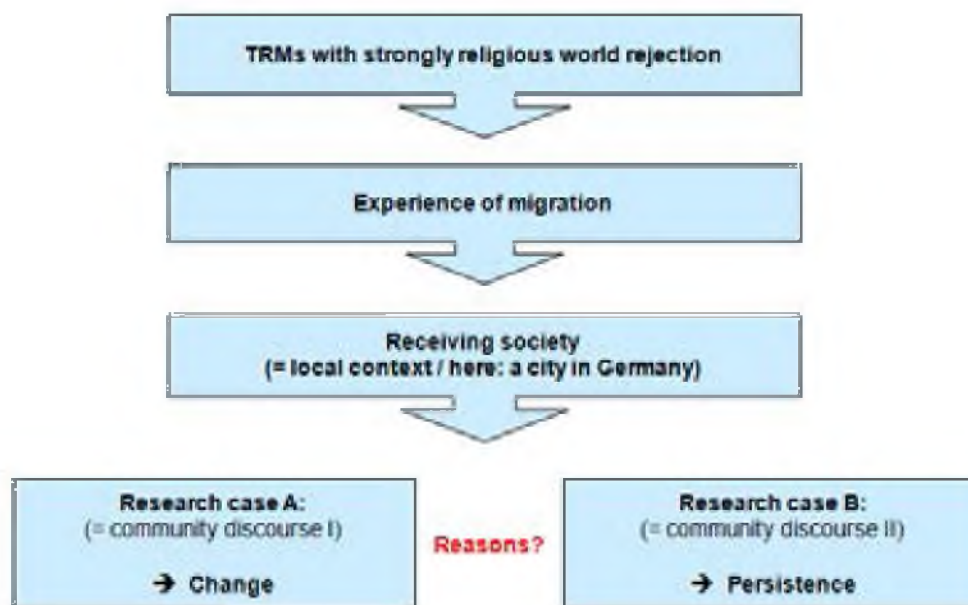 TRMs with strongly religious world rejection
Experience of migration
Receiving society
(= local context / here: a city in Germany)
Research case A:
(= community discourse I)
→ Change
Reasons?
Research case B:
(= community discourse II)
→ Persistence